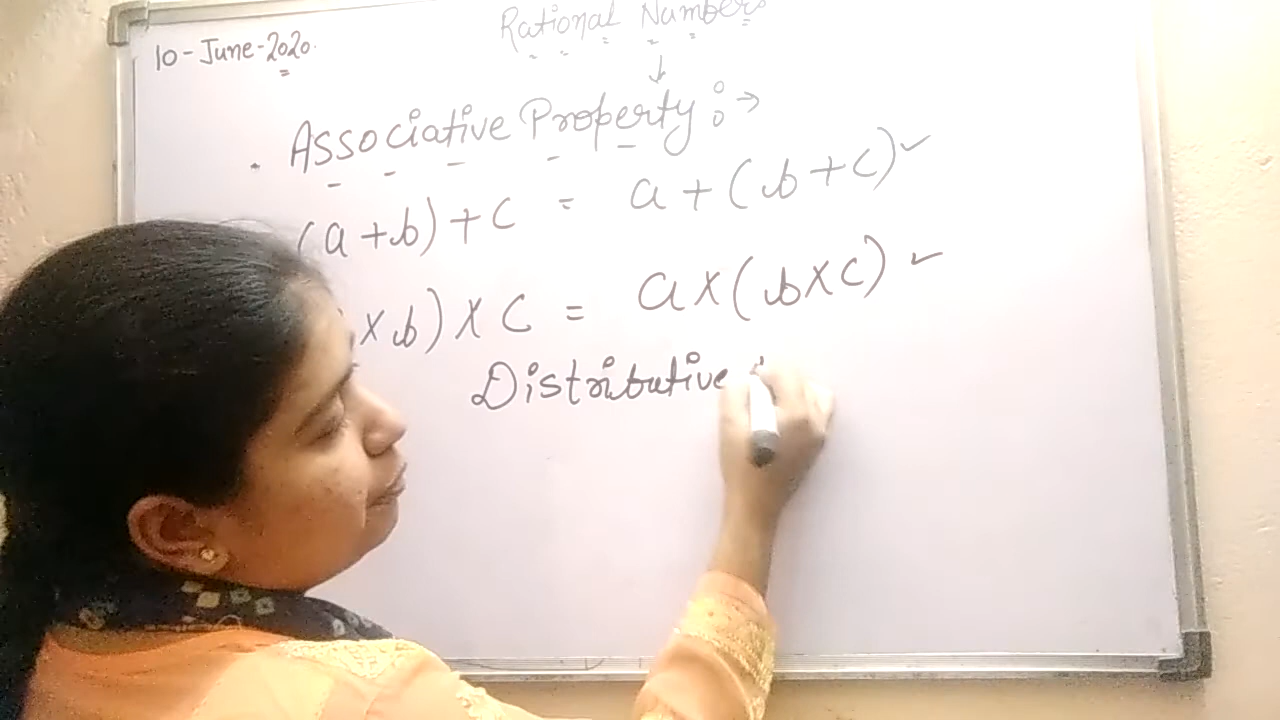 Rational Numbers
10-June-2020.
↓
. Associative Property :→
(a+b)+c = a+(b+c)✓
×b)×c = a×(b×c)✓
Distributive